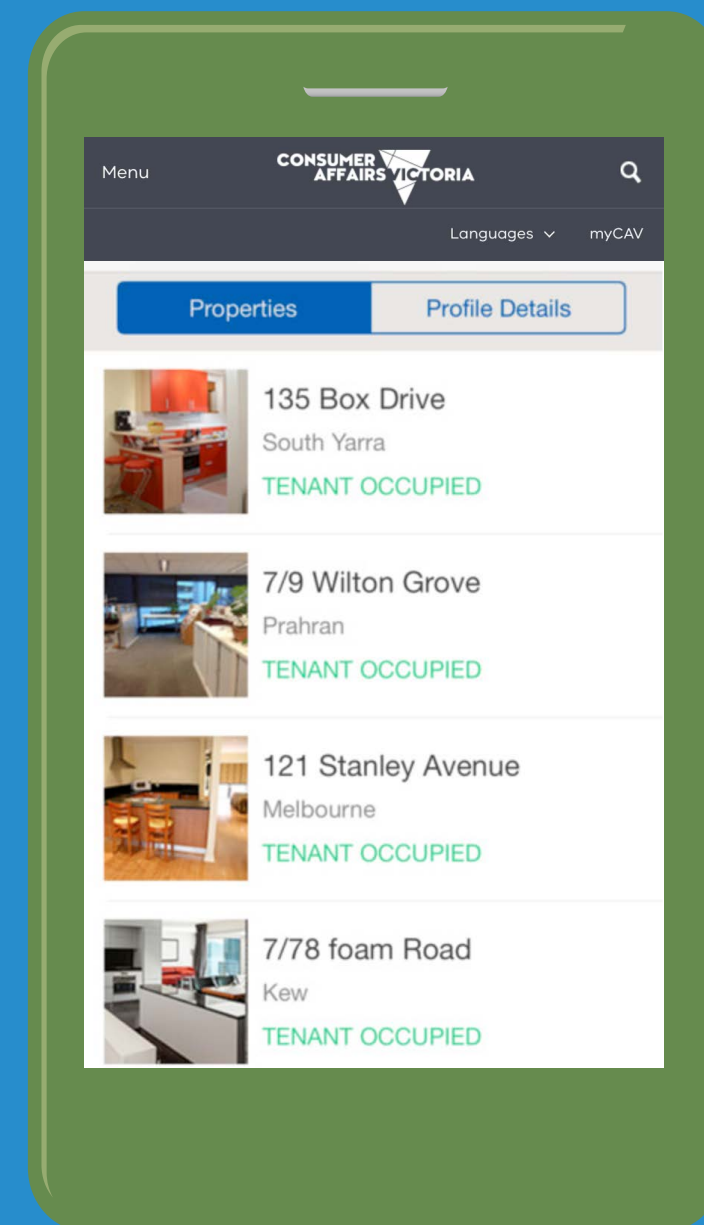 Menu
CONSUMER
AFFAIRS VICTORIA
Languages
myCAV
Properties
Profile Details
135 Box Drive
South Yarra
TENANT OCCUPIED
7/9 Wilton Grove
Prahran
TENANT OCCUPIED
121 Stanley Avenue
Melbourne
TENANT OCCUPIED
7/78 foam Road
Kew
TENANT OCCUPIED